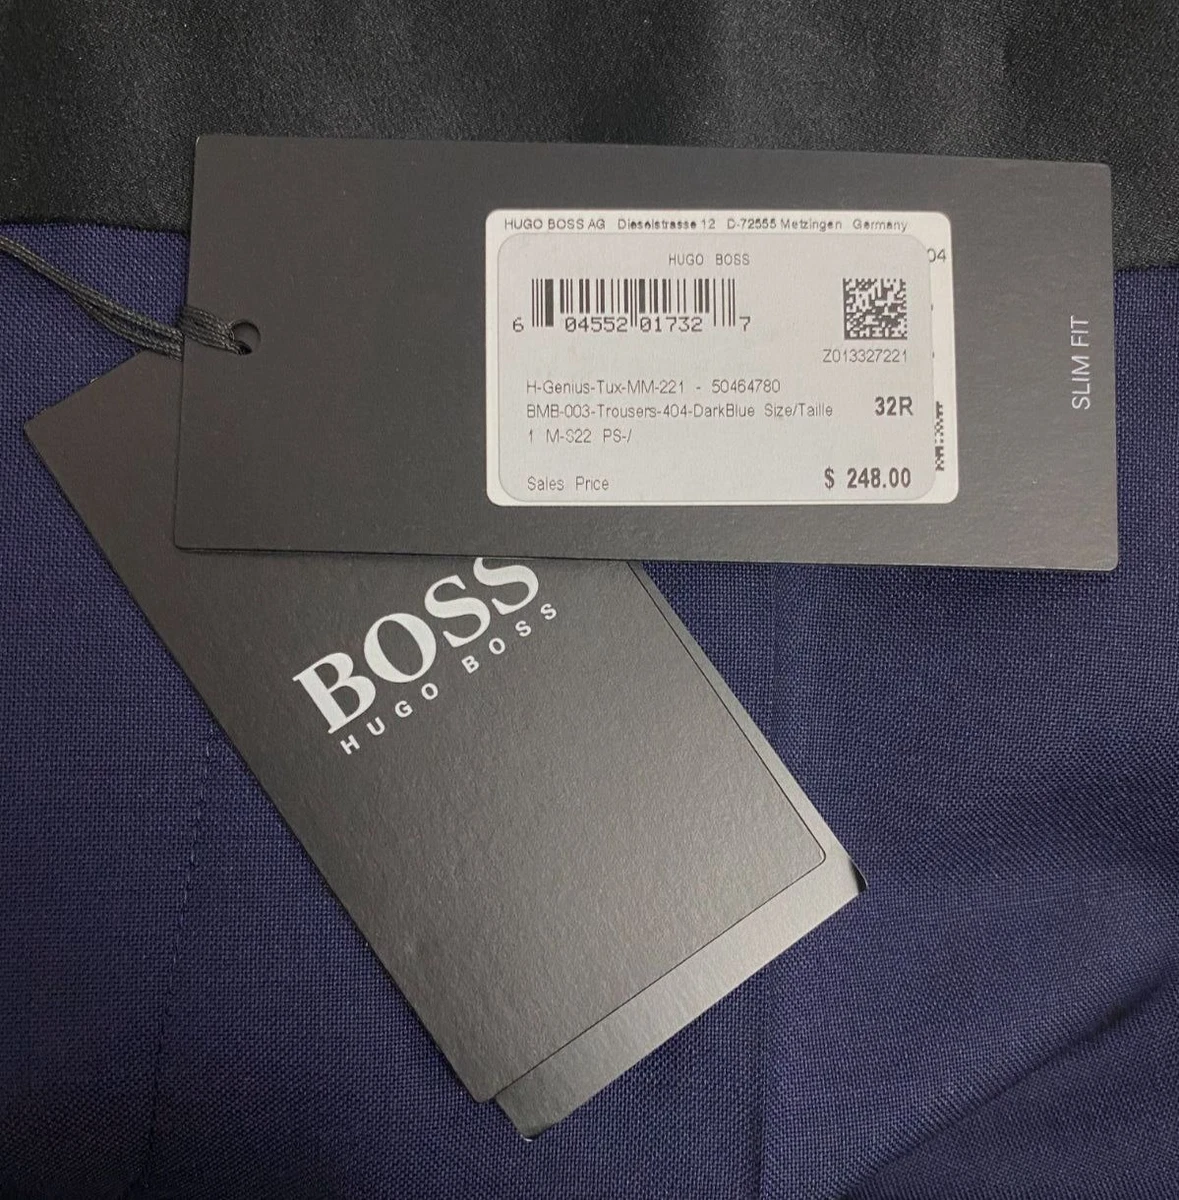 HUGO BOSS AG Dieselstrasse 12 D-72555 Metzingen Germany
04
HUGO BOSS
6 04552 01732 7
Z013327221
H-Genius-Tux-MM-221 - 50464780
BMB-003-Trousers-404-DarkBlue Size/Taille 32R
1 M-S22 PS-/
Sales Price $ 248.00
SLIM FIT
BOSS
HUGO BOSS